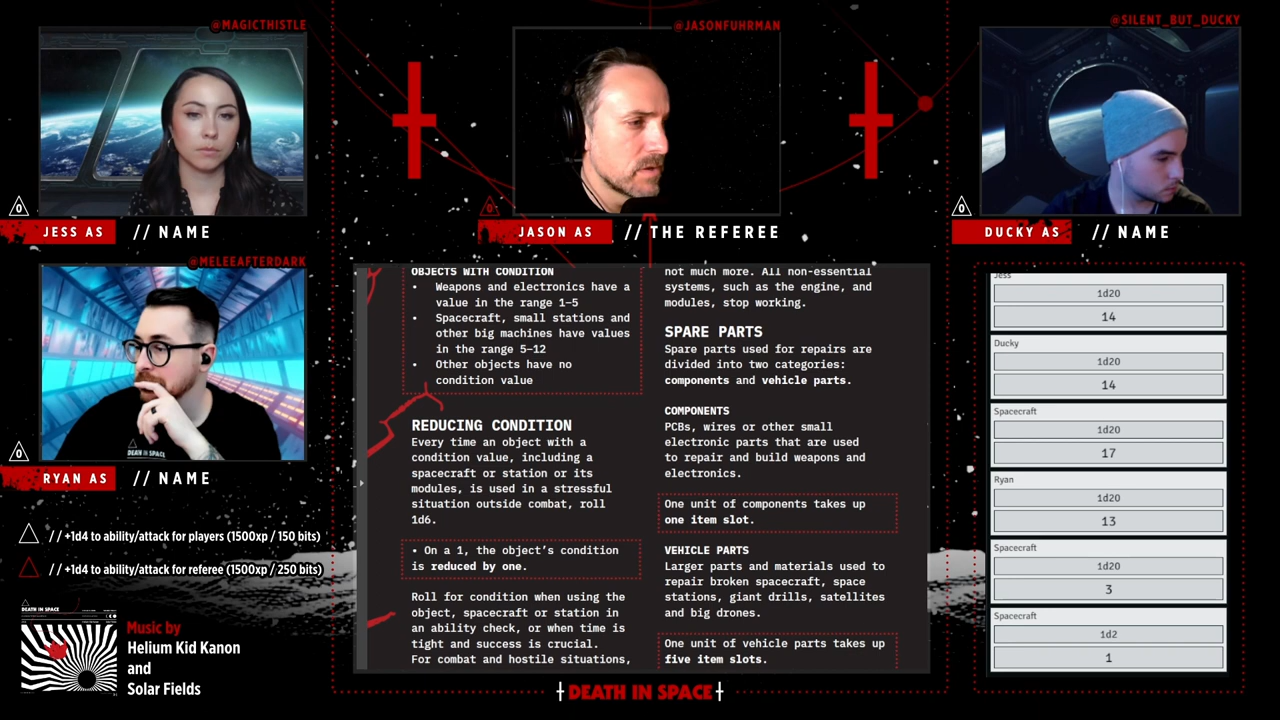 @MAGICTHISTLE
0
JESS AS // NAME
@JASONFUHRMAN
0
JASON AS // THE REFEREE
@SILENT_BUT_DUCKY
0
DUCKY AS // NAME
@MELEEAFTERDARK
DEATH IN SPACE
0
RYAN AS // NAME
// +1d4 to ability/attack for players (1500xp / 150 bits)
// +1d4 to ability/attack for referee (1500xp / 250 bits)
DEATH IN SPACE
Music by
Helium Kid Kanon
and
Solar Fields
OBJECTS WITH CONDITION
• Weapons and electronics have a
value in the range 1–5
• Spacecraft, small stations and
other big machines have values
in the range 5–12
• Other objects have no
condition value
REDUCING CONDITION
Every time an object with a
condition value, including a
spacecraft or station or its
modules, is used in a stressful
situation outside combat, roll
1d6.
• On a 1, the object’s condition
is reduced by one.
Roll for condition when using the
object, spacecraft or station in
an ability check, or when time is
tight and success is crucial.
For combat and hostile situations,
not much more. All non-essential
systems, such as the engine, and
modules, stop working.
SPARE PARTS
Spare parts used for repairs are
divided into two categories:
components and vehicle parts.
COMPONENTS
PCBs, wires or other small
electronic parts that are used
to repair and build weapons and
electronics.
One unit of components takes up
one item slot.
VEHICLE PARTS
Larger parts and materials used to
repair broken spacecraft, space
stations, giant drills, satellites
and big drones.
One unit of vehicle parts takes up
five item slots.
DEATH IN SPACE
Jess
1d20
14
Ducky
1d20
14
Spacecraft
1d20
17
Ryan
1d20
13
Spacecraft
1d20
3
Spacecraft
1d2
1